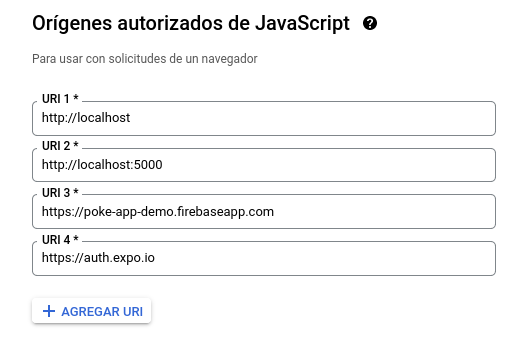 Orígenes autorizados de JavaScript ?
Para usar con solicitudes de un navegador
URI 1 *
http://localhost
URI 2 *
http://localhost:5000
URI 3 *
https://poke-app-demo.firebaseapp.com
URI 4 *
https://auth.expo.io
+ AGREGAR URI